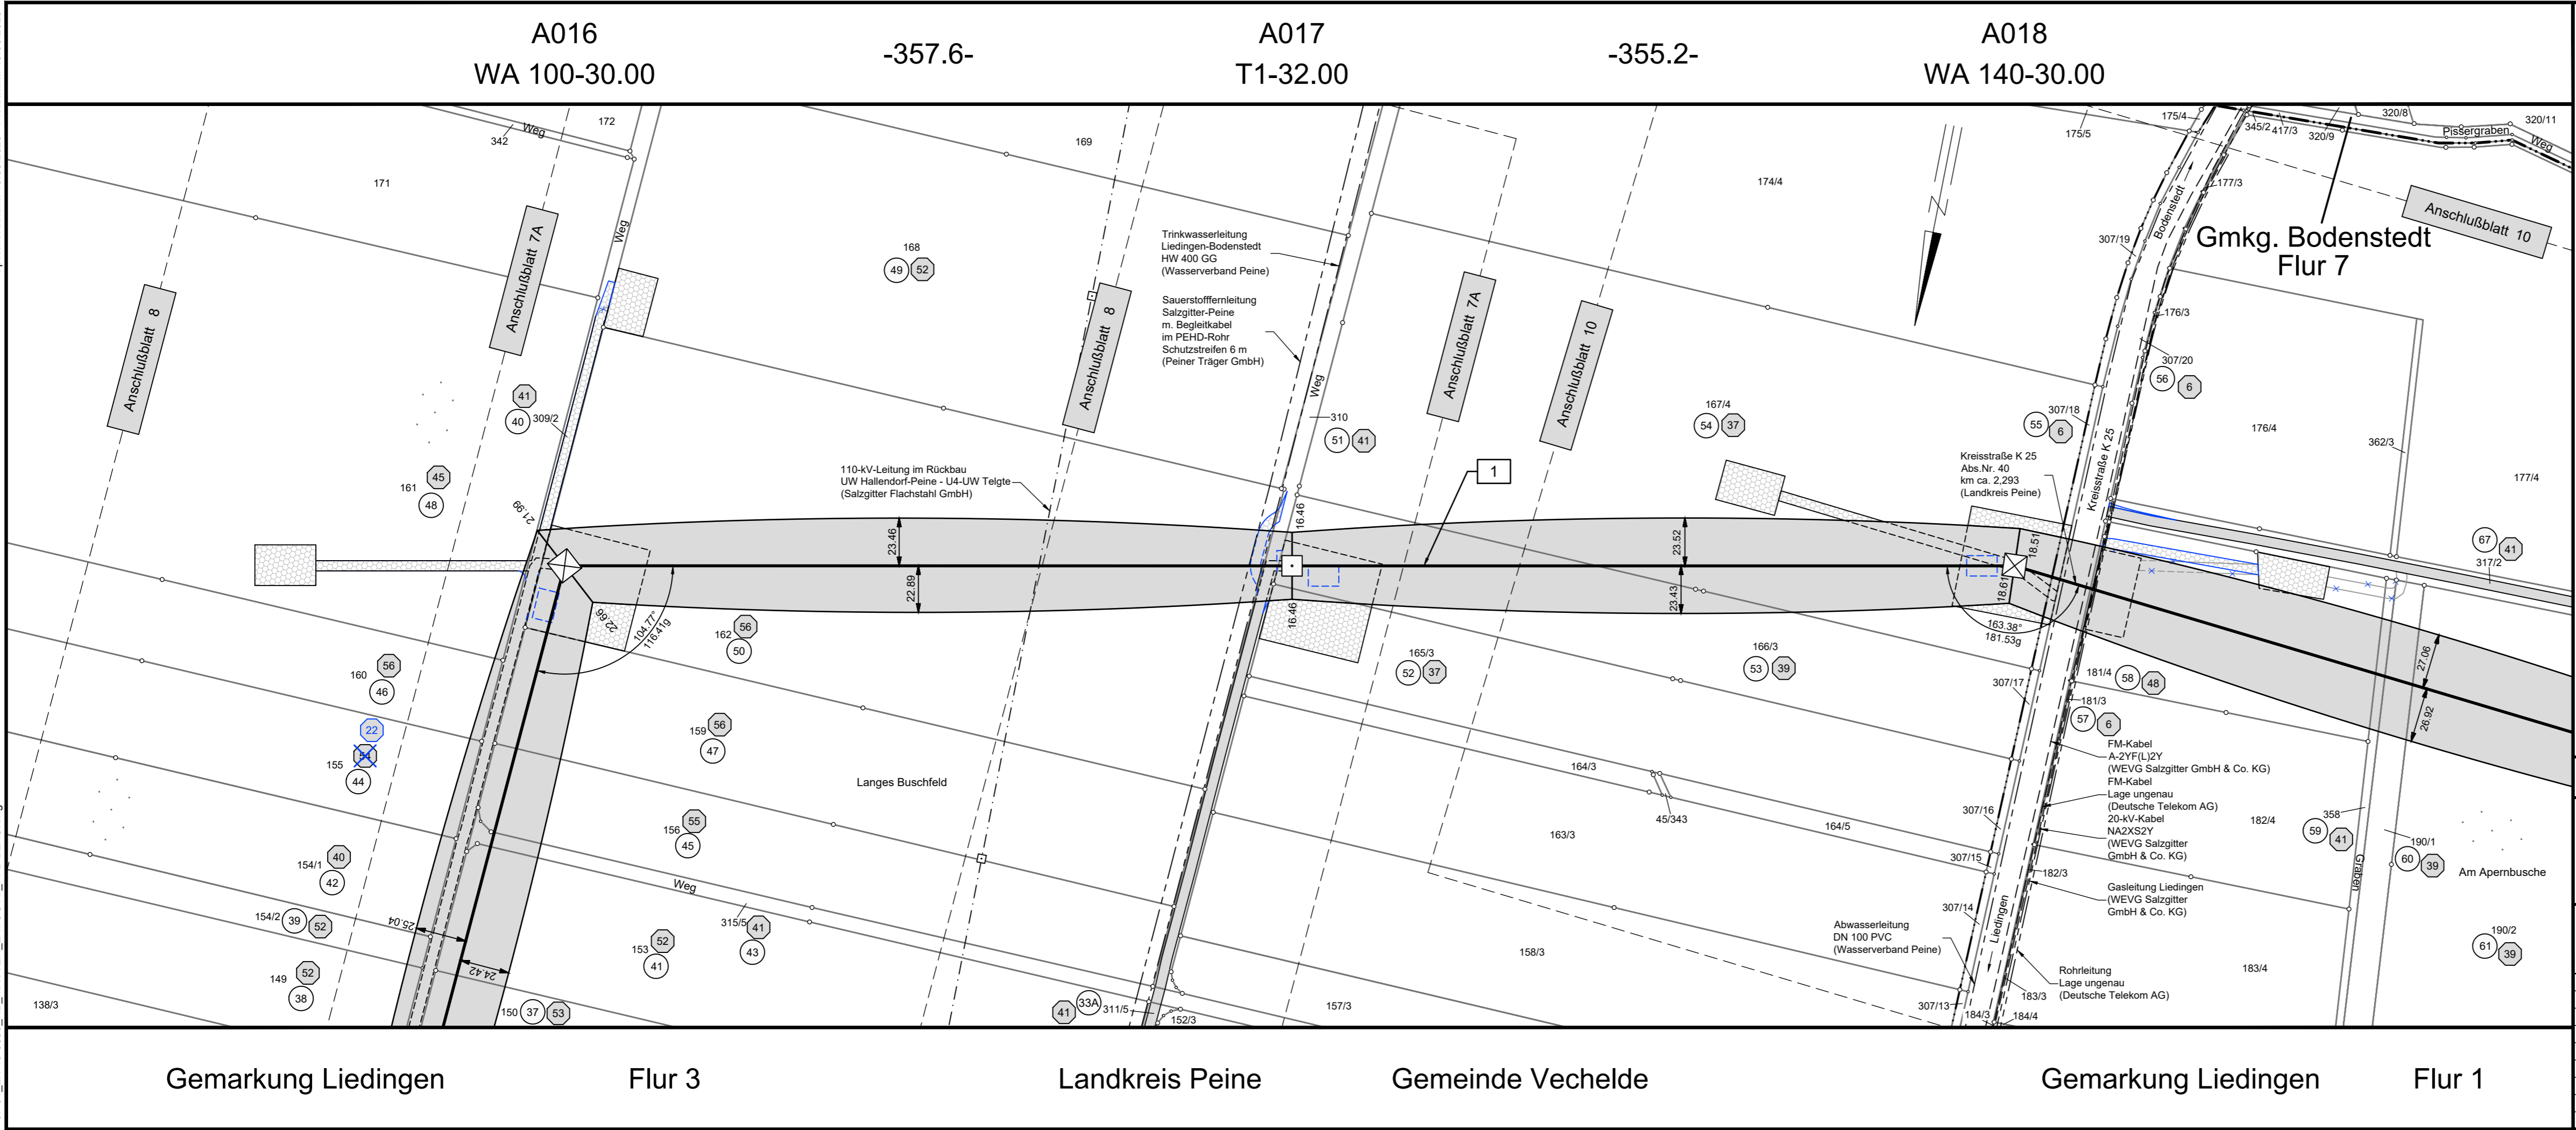 A016
WA 100-30.00
-357.6-
A017
T1-32.00
-355.2-
A018
WA 140-30.00
342
Weg
172
169
171
Weg
168
49
52
Anschlußblatt 8
Anschlußblatt 7A
Anschlußblatt 8
Trinkwasserleitung
Liedingen-Bodenstedt
HW 400 GG
(Wasserverband Peine)
Sauerstofffernleitung
Salzgitter-Peine
m. Begleitkabel
im PEHD-Rohr
Schutzstreifen 6 m
(Peiner Träger GmbH)
Weg
310
51
41
Anschlußblatt 7A
Anschlußblatt 10
174/4
175/5
175/4
345/2
417/3
320/9
320/8
Pissergraben
320/11
Weg
177/3
Bodenstedt
307/19
Gmkg. Bodenstedt
Flur 7
Anschlußblatt 10
176/3
307/20
56
6
167/4
54
37
307/18
55
6
176/4
362/3
177/4
Kreisstraße K 25
Kreisstraße K 25
Abs.Nr. 40
km ca. 2,293
(Landkreis Peine)
67
41
317/2
41
40
309/2
45
161
48
110-kV-Leitung im Rückbau
UW Hallendorf-Peine - U4-UW Telgte
(Salzgitter Flachstahl GmbH)
1
21.99
23.46
22.89
16.46
16.46
23.52
23.43
18.51
18.61
22.66
104.77°
116.41g
163.38°
181.53g
27.06
26.92
56
162
50
56
160
46
22
155
44
56
159
47
Langes Buschfeld
165/3
52
37
166/3
53
39
307/17
181/4
58
48
181/3
57
6
FM-Kabel
A-2YF(L)2Y
(WEVG Salzgitter GmbH & Co. KG)
FM-Kabel
Lage ungenau
(Deutsche Telekom AG)
20-kV-Kabel
NA2XS2Y
(WEVG Salzgitter
GmbH & Co. KG)
Gasleitung Liedingen
(WEVG Salzgitter
GmbH & Co. KG)
Rohrleitung
Lage ungenau
(Deutsche Telekom AG)
164/3
45/343
163/3
164/5
307/16
307/15
307/14
307/13
182/3
182/4
358
59
41
Graben
190/1
60
39
Am Apernbusche
190/2
61
39
183/4
183/3
184/3
184/4
Liedingen
Abwasserleitung
DN 100 PVC
(Wasserverband Peine)
158/3
157/3
55
156
45
Weg
315/5
41
43
52
153
41
40
154/1
42
154/2
39
52
25.04
24.42
52
149
38
138/3
150
37
53
41
33A
311/5
152/3
Gemarkung Liedingen
Flur 3
Landkreis Peine
Gemeinde Vechelde
Gemarkung Liedingen
Flur 1